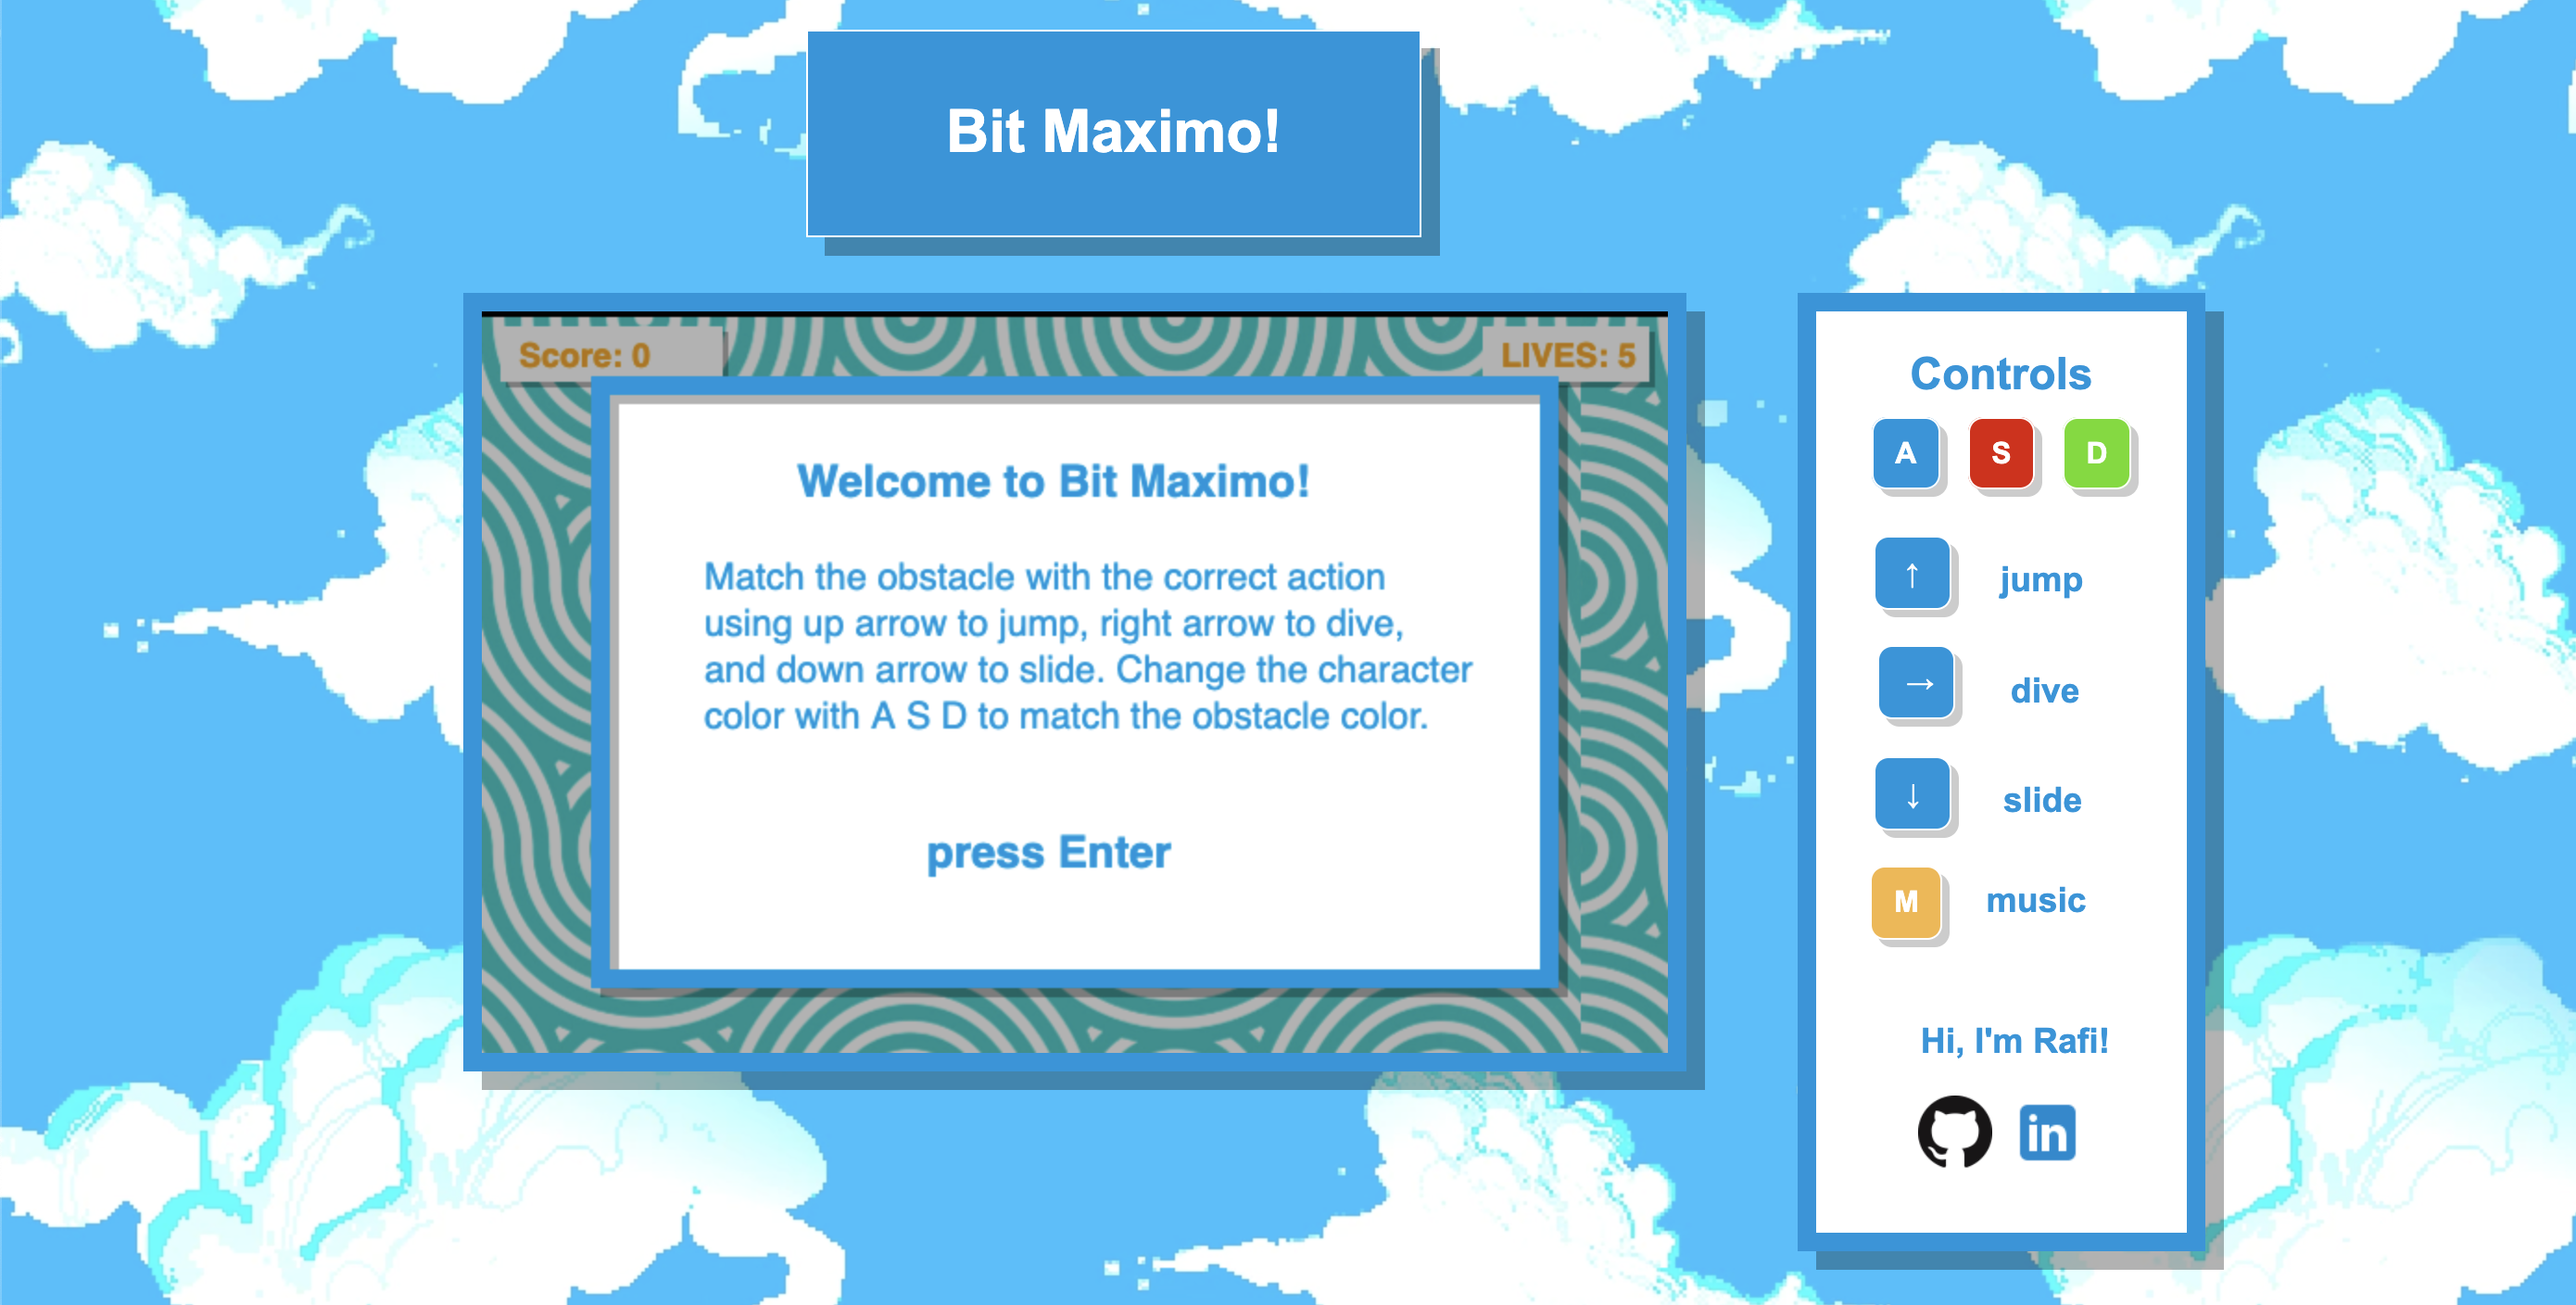 Bit Maximo!
Score: 0
LIVES: 5
Welcome to Bit Maximo!
Match the obstacle with the correct action
using up arrow to jump, right arrow to dive,
and down arrow to slide. Change the character
color with A S D to match the obstacle color.
press Enter
Controls
A S D
↑ jump
→ dive
↓ slide
M music
Hi, I'm Rafi!
in